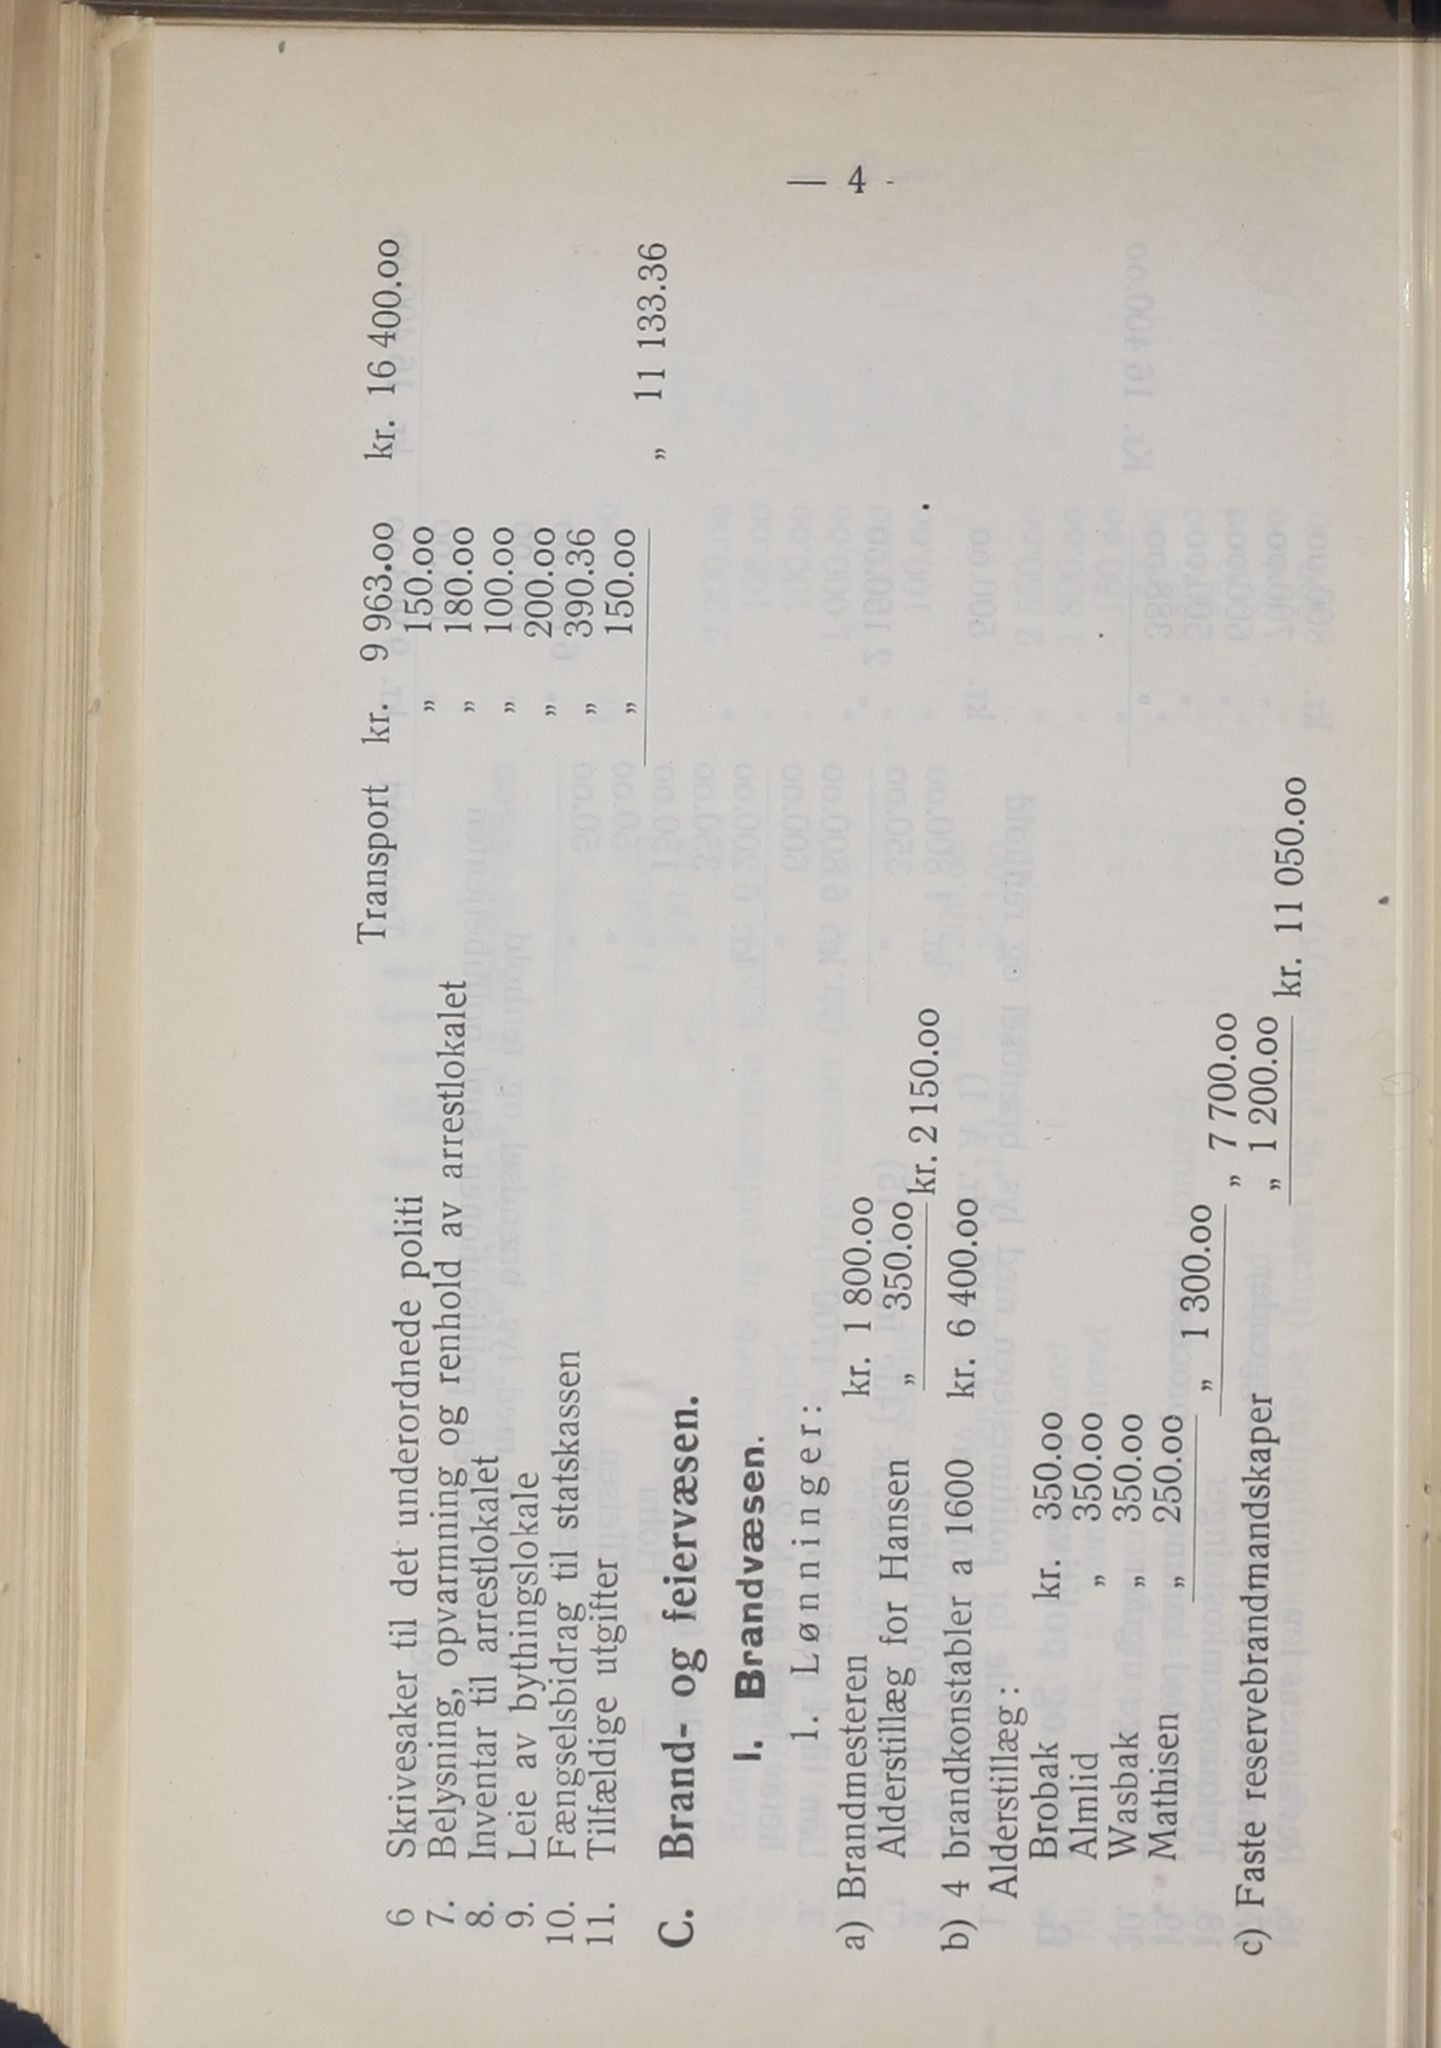 — 4 -
Transport kr. 9 963.00 kr. 16 400.00
6 Skrivesaker til det underordnede politi „ 150.00
7. Belysning, opvarmning og renhold av arrestlokalet „ 180.00
8. Inventar til arrestlokalet „ 100.00
9. Leie av bythingslokale „ 200.00
10. Fængselsbidrag til statskassen „ 390.36
11. Tilfældige utgifter „ 150.00
„ 11 133.36
C. Brand- og feiervæsen.
I. Brandvæsen.
1. Lønninger:
a) Brandmesteren kr. 1 800.00
Alderstillæg for Hansen „ 350.00
kr. 2 150.00
b) 4 brandkonstabler a 1600 kr. 6 400.00
Alderstillæg:
Brobak kr. 350.00
Almlid „ 350.00
Wasbak „ 350.00
Mathisen „ 250.00
„ 1 300.00
„ 7 700.00
c) Faste reservebrandmandskaper „ 1 200.00
kr. 11 050.00